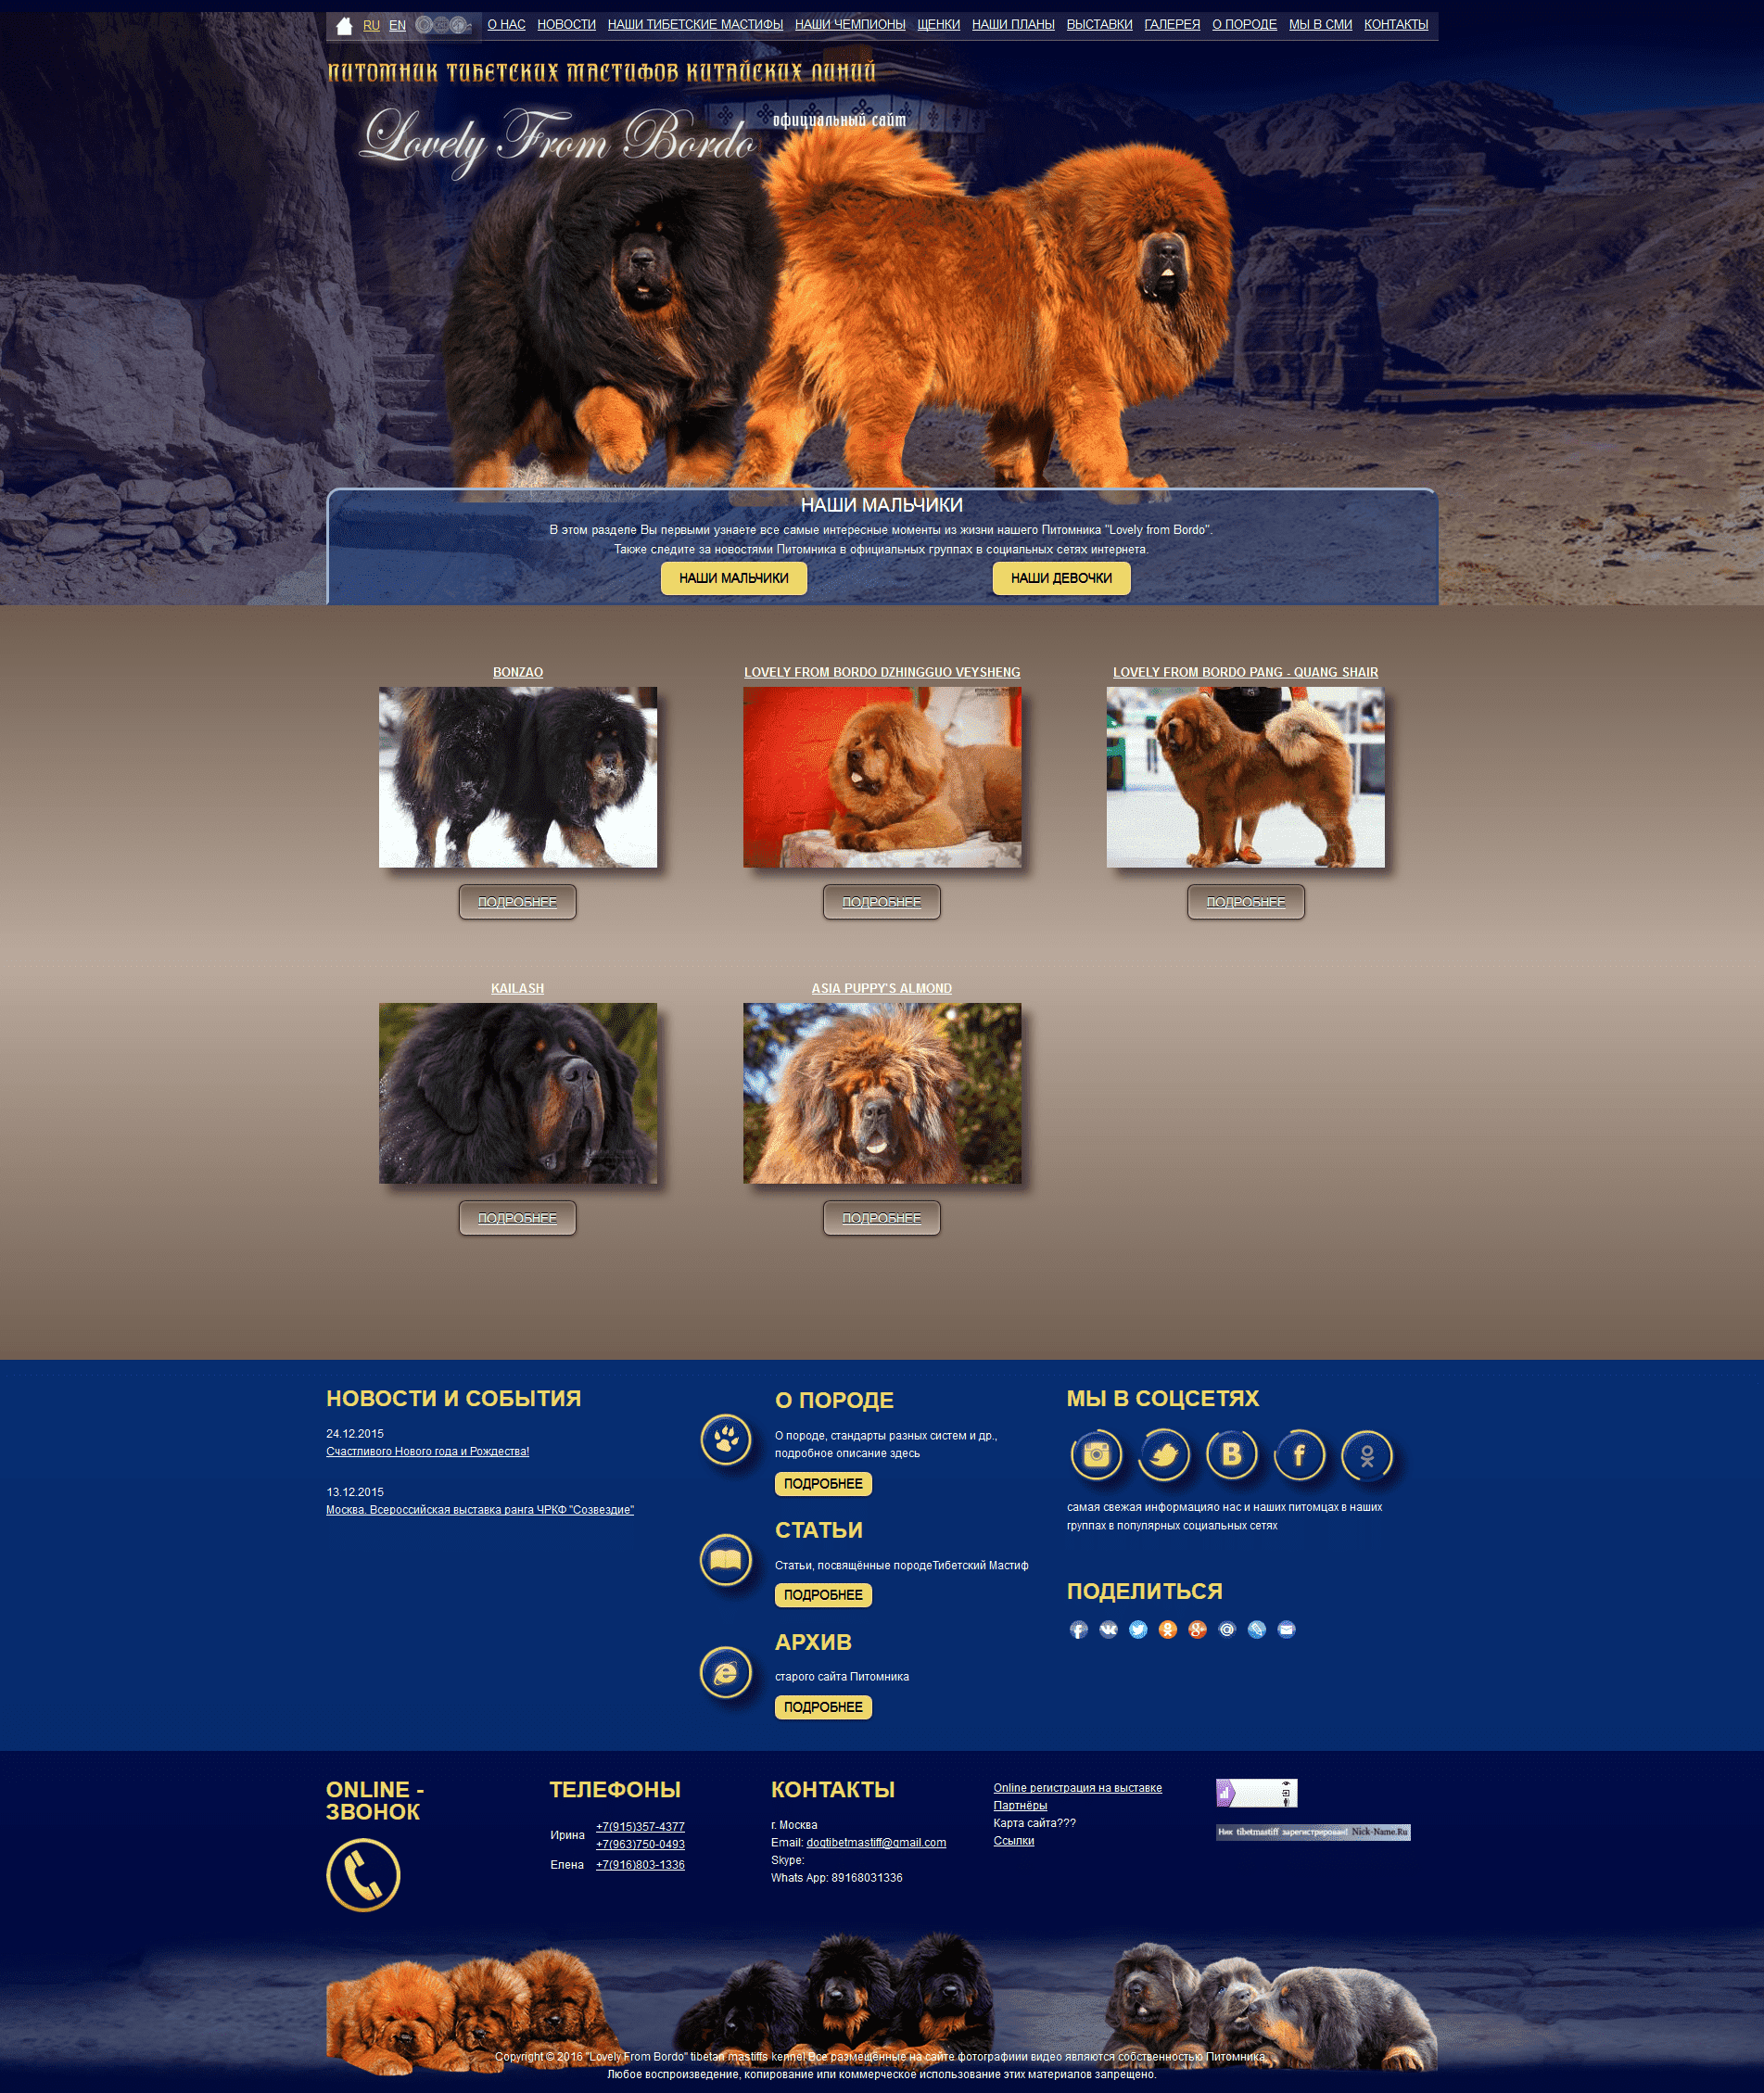 RU EN О НАС НОВОСТИ НАШИ ТИБЕТСКИЕ МАСТИФЫ НАШИ ЧЕМПИОНЫ ЩЕНКИ НАШИ ПЛАНЫ ВЫСТАВКИ ГАЛЕРЕЯ О ПОРОДЕ МЫ В СМИ КОНТАКТЫ
ПИТОМНИК ТИБЕТСКИХ МАСТИФОВ КИТАЙСКИХ ЛИНИЙ
официальный сайт
Lovely From Bordo
НАШИ МАЛЬЧИКИ
В этом разделе Вы первыми узнаете все самые интересные моменты из жизни нашего Питомника "Lovely from Bordo".
Также следите за новостями Питомника в официальных группах в социальных сетях интернета.
НАШИ МАЛЬЧИКИ НАШИ ДЕВОЧКИ
BONZAO LOVELY FROM BORDO DZHINGGUO VEYSHENG LOVELY FROM BORDO PANG - QUANG SHAIR
ПОДРОБНЕЕ ПОДРОБНЕЕ ПОДРОБНЕЕ
KAILASH ASIA PUPPY'S ALMOND
ПОДРОБНЕЕ ПОДРОБНЕЕ
НОВОСТИ И СОБЫТИЯ
24.12.2015
Счастливого Нового года и Рождества!
13.12.2015
Москва. Всероссийская выставка ранга ЧРКФ "Созвездие"
О ПОРОДЕ
О породе, стандарты разных систем и др.,
подробное описание здесь
ПОДРОБНЕЕ
СТАТЬИ
Статьи, посвящённые породеТибетский Мастиф
ПОДРОБНЕЕ
АРХИВ
старого сайта Питомника
ПОДРОБНЕЕ
МЫ В СОЦСЕТЯХ
самая свежая информацияо нас и наших питомцах в наших
группах в популярных социальных сетях
ПОДЕЛИТЬСЯ
ONLINE -
ЗВОНОК
ТЕЛЕФОНЫ
Ирина +7(915)357-4377
+7(963)750-0493
Елена +7(916)803-1336
КОНТАКТЫ
г. Москва
Email: dogtibetmastiff@gmail.com
Skype:
Whats App: 89168031336
Online регистрация на выставке
Партнёры
Карта сайта???
Ссылки
Ник tibetmastiff зарегистрирован! Nick-Name.Ru
Copyright © 2016 "Lovely From Bordo" tibetan mastiffs kennel Все размещённые на сайте фотографиии видео являются собственностью Питомника.
Любое воспроизведение, копирование или коммерческое использование этих материалов запрещено.